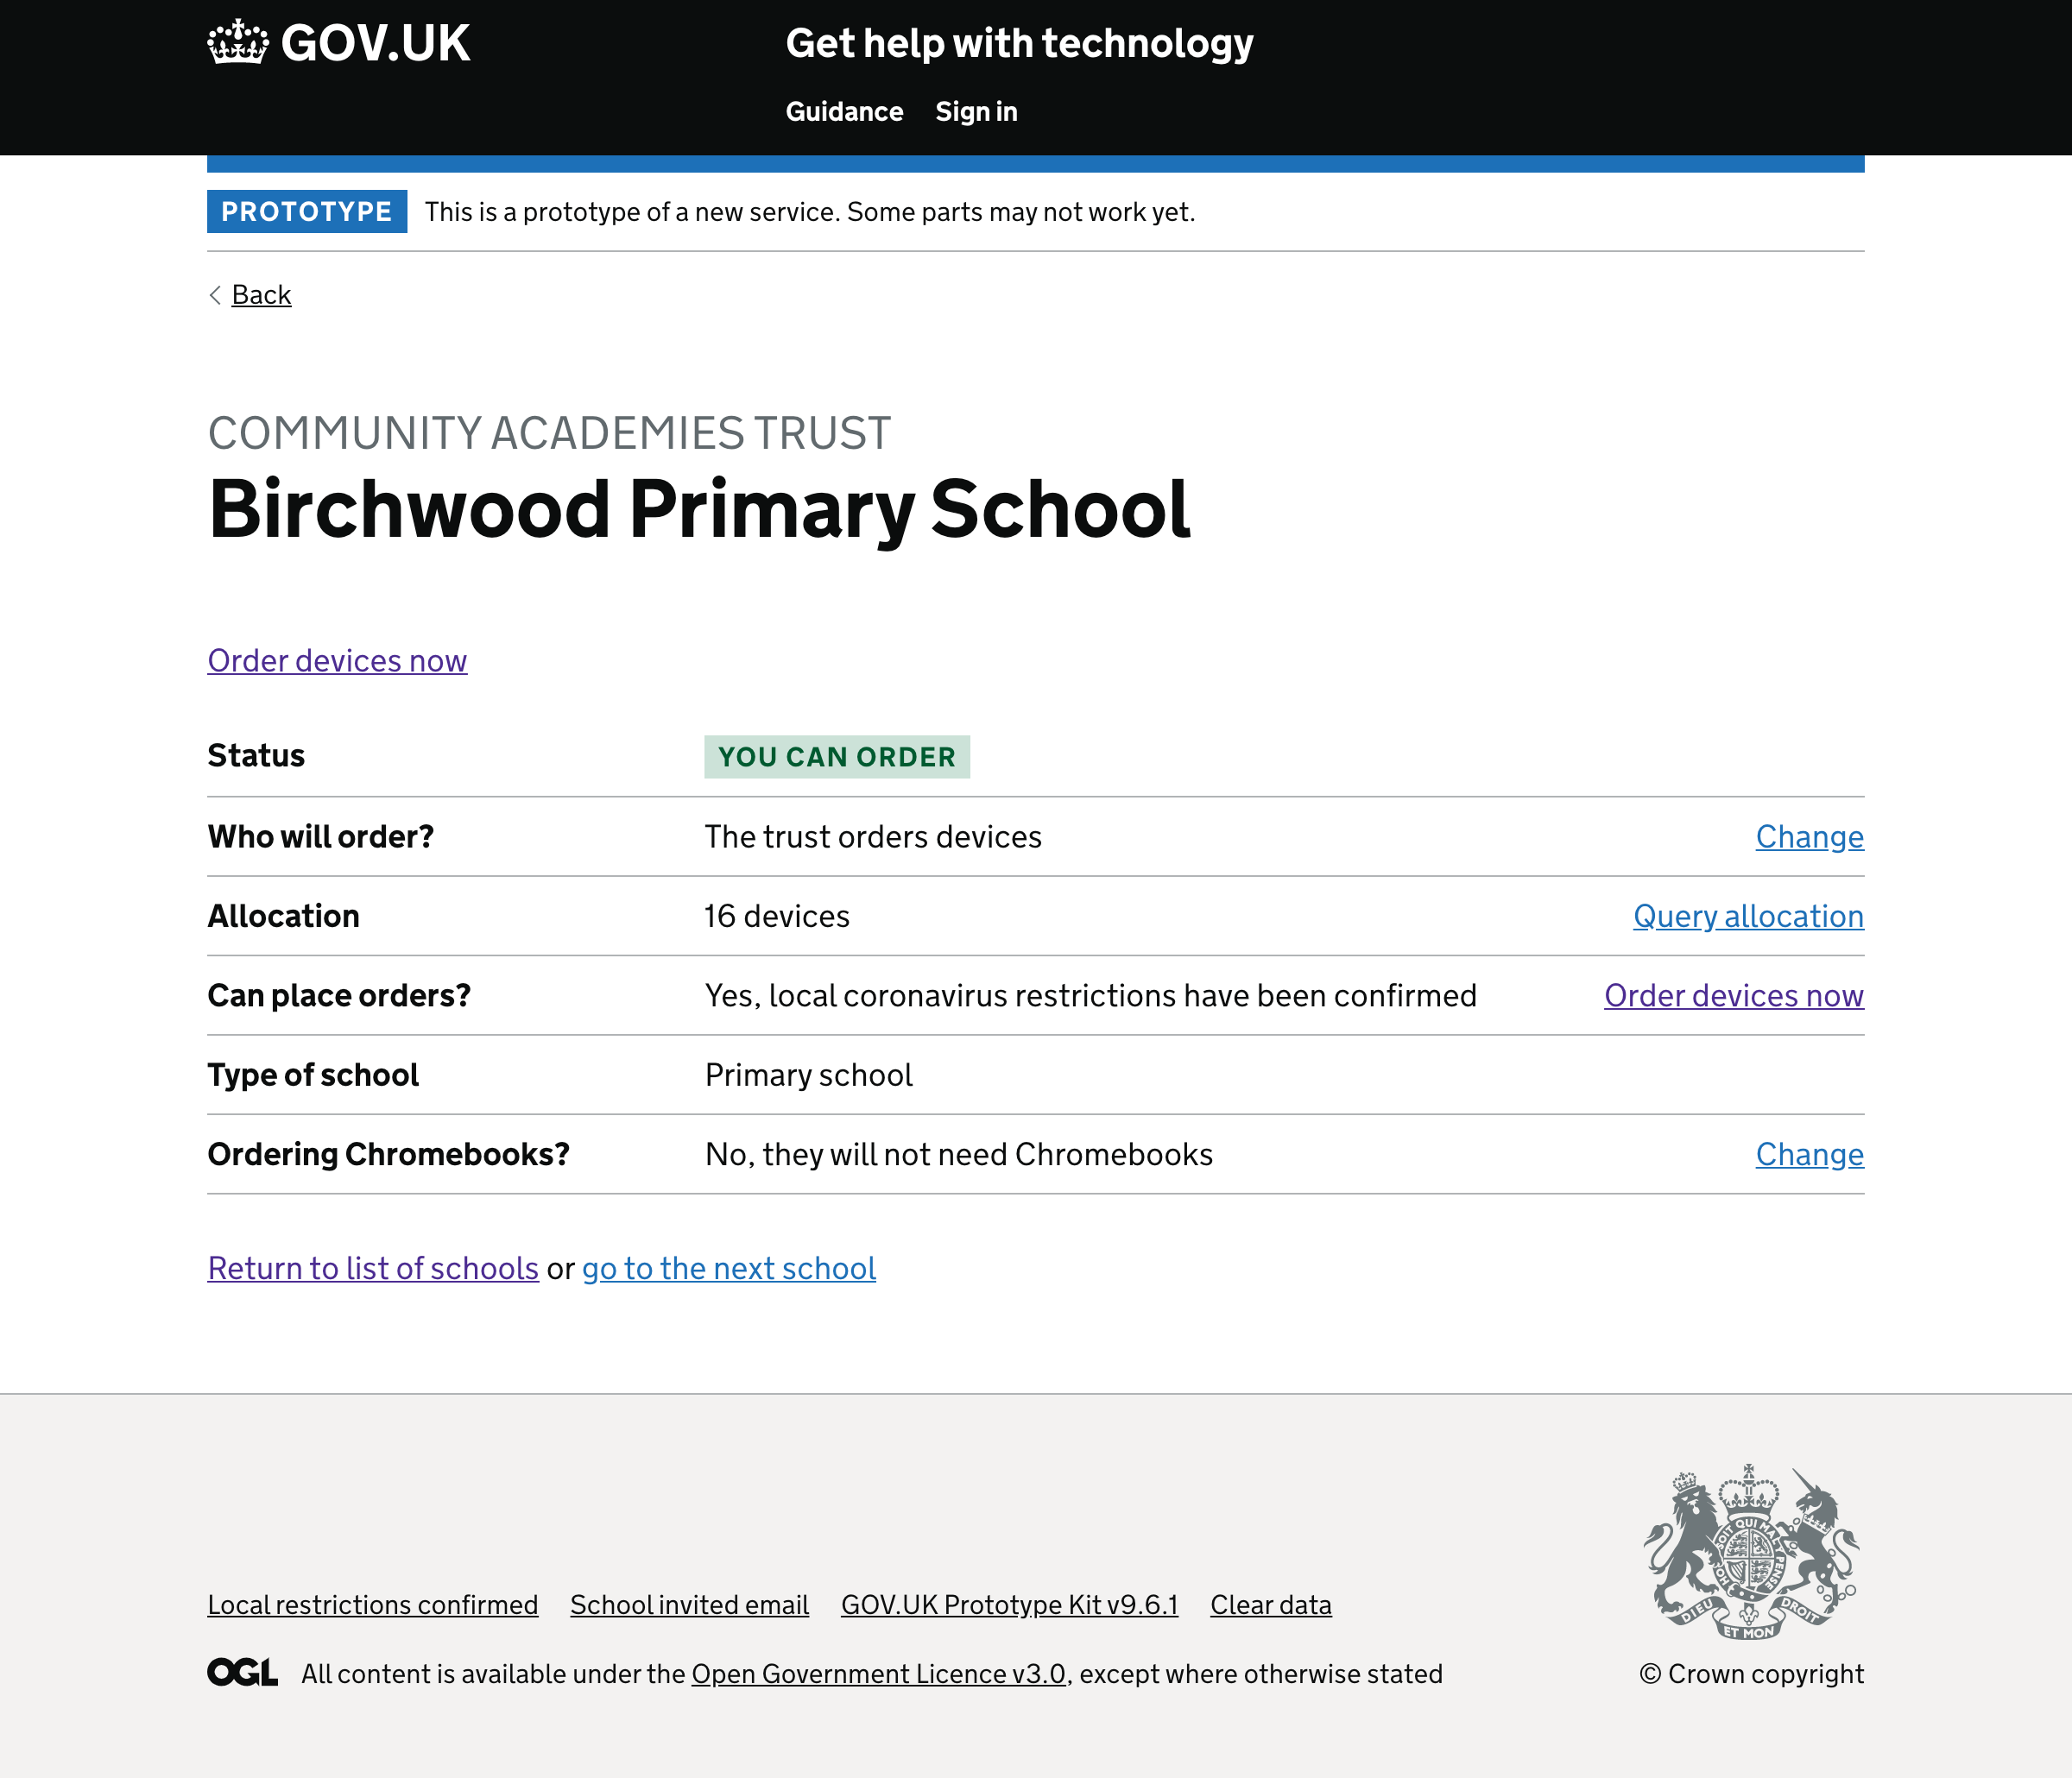 GOV.UK
Get help with technology
Guidance Sign in
PROTOTYPE This is a prototype of a new service. Some parts may not work yet.
Back
COMMUNITY ACADEMIES TRUST
Birchwood Primary School
Order devices now
Status YOU CAN ORDER
Who will order? The trust orders devices Change
Allocation 16 devices Query allocation
Can place orders? Yes, local coronavirus restrictions have been confirmed Order devices now
Type of school Primary school
Ordering Chromebooks? No, they will not need Chromebooks Change
Return to list of schools or go to the next school
Local restrictions confirmed School invited email GOV.UK Prototype Kit v9.6.1 Clear data
OGL All content is available under the Open Government Licence v3.0, except where otherwise stated
DIEU ET MON DROIT
© Crown copyright